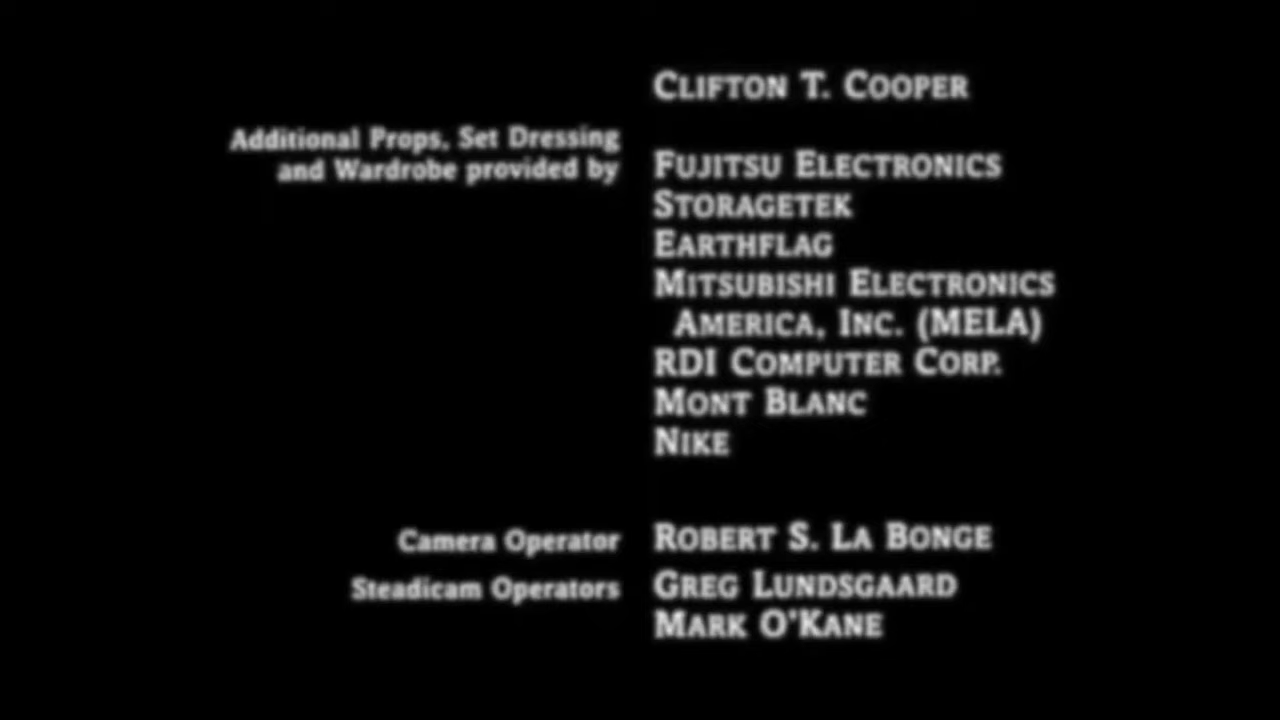 CLIFTON T. COOPER
Additional Props, Set Dressing
and Wardrobe provided by
FUJITSU ELECTRONICS
STORAGETEK
EARTHFLAG
MITSUBISHI ELECTRONICS
AMERICA, INC. (MELA)
RDI COMPUTER CORP.
MONT BLANC
NIKE
Camera Operator ROBERT S. LA BONGE
Steadicam Operators GREG LUNDSGAARD
MARK O'KANE